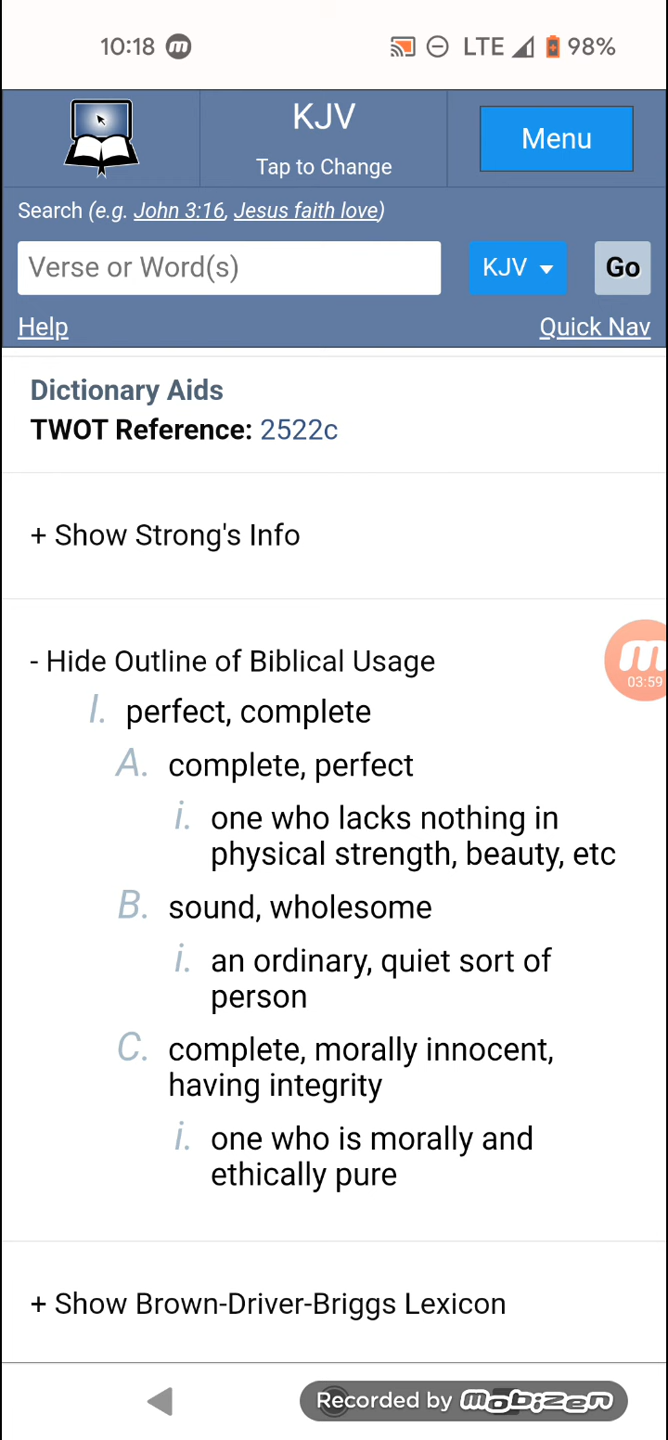 10:18 m LTE 98%
KJV
Tap to Change
Menu
Search (e.g. John 3:16, Jesus faith love)
Verse or Word(s)
KJV
Go
Help
Quick Nav
Dictionary Aids
TWOT Reference: 2522c
+ Show Strong's Info
- Hide Outline of Biblical Usage
m
03:59
I. perfect, complete
A. complete, perfect
i. one who lacks nothing in
physical strength, beauty, etc
B. sound, wholesome
i. an ordinary, quiet sort of
person
C. complete, morally innocent,
having integrity
i. one who is morally and
ethically pure
+ Show Brown-Driver-Briggs Lexicon
Recorded by mobizen